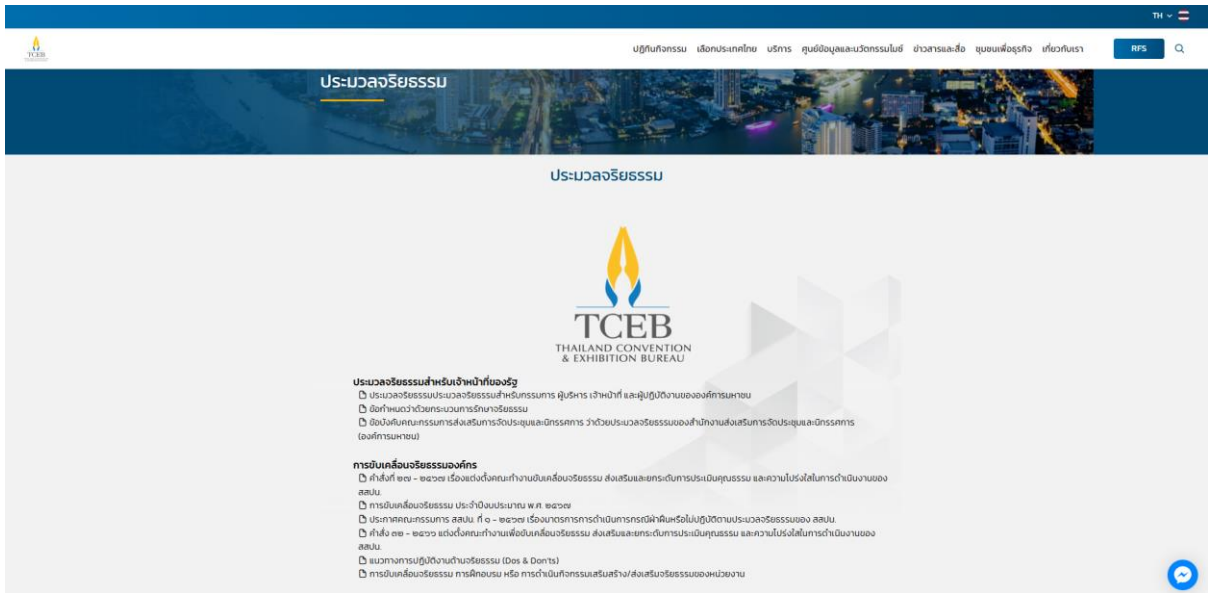 TH
TCEB
ปฏิทินกิจกรรม เลือกประเทศไทย บริการ ศูนย์ข้อมูลและนวัตกรรมไมซ์ ข่าวสารและสื่อ ชุมชนเพื่อธุรกิจ เกี่ยวกับเรา RFS
ประมวลจริยธรรม
ประมวลจริยธรรม
TCEB
THAILAND CONVENTION
& EXHIBITION BUREAU
ประมวลจริยธรรมสำหรับเจ้าหน้าที่ของรัฐ
ประมวลจริยธรรมประมวลจริยธรรมสำหรับกรรมการ ผู้บริหาร เจ้าหน้าที่ และผู้ปฏิบัติงานขององค์การมหาชน
ข้อกำหนดว่าด้วยกระบวนการรักษาจริยธรรม
ข้อบังคับคณะกรรมการส่งเสริมการจัดประชุมและนิทรรศการ ว่าด้วยประมวลจริยธรรมของสำนักงานส่งเสริมการจัดประชุมและนิทรรศการ
(องค์การมหาชน)
การขับเคลื่อนจริยธรรมองค์กร
คำสั่งที่ ๒๗ - ๒๕๖๗ เรื่องแต่งตั้งคณะทำงานขับเคลื่อนจริยธรรม ส่งเสริมและยกระดับการประเมินคุณธรรม และความโปร่งใสในการดำเนินงานของ
สสปน.
การขับเคลื่อนจริยธรรม ประจำปีงบประมาณ พ.ศ. ๒๕๖๗
ประกาศคณะกรรมการ สสปน. ที่ ๑ - ๒๕๖๗ เรื่องมาตรการการดำเนินการกรณีฝ่าฝืนหรือไม่ปฏิบัติตามประมวลจริยธรรมของ สสปน.
คำสั่ง ๓๒ - ๒๕๖๖ แต่งตั้งคณะทำงานเพื่อขับเคลื่อนจริยธรรม ส่งเสริมและยกระดับการประเมินคุณธรรม และความโปร่งใสในการดำเนินงานของ
สสปน.
แนวทางการปฏิบัติงานด้านจริยธรรม (Dos & Don'ts)
การขับเคลื่อนจริยธรรม การฝึกอบรม หรือ การดำเนินกิจกรรมเสริมสร้าง/ส่งเสริมจริยธรรมของหน่วยงาน